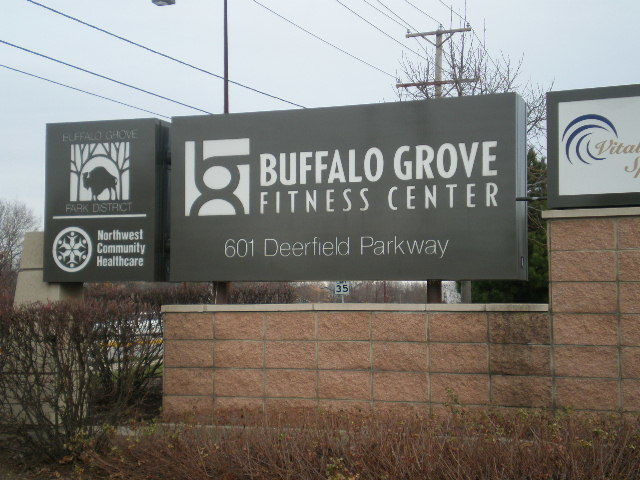 BUFFALO GROVE
PARK DISTRICT
Northwest
Community
Healthcare
BUFFALO GROVE
FITNESS CENTER
601 Deerfield Parkway
35